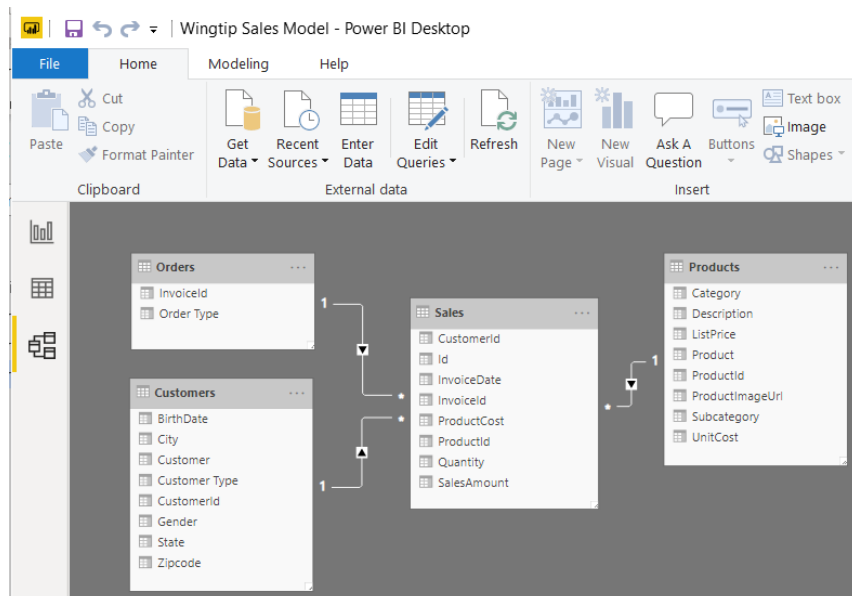 Wingtip Sales Model - Power BI Desktop
File Home Modeling Help
Paste
Cut
Copy
Format Painter
Clipboard
Get Data
Recent Sources
Enter Data
Edit Queries
Refresh
External data
New Page
New Visual
Ask A Question
Buttons
Text box
Image
Shapes
Insert
Orders
InvoiceId
Order Type
1
*
Customers
BirthDate
City
Customer
Customer Type
CustomerId
Gender
State
Zipcode
1
*
Sales
CustomerId
Id
InvoiceDate
InvoiceId
ProductCost
ProductId
Quantity
SalesAmount
*
1
Products
Category
Description
ListPrice
Product
ProductId
ProductImageUrl
Subcategory
UnitCost